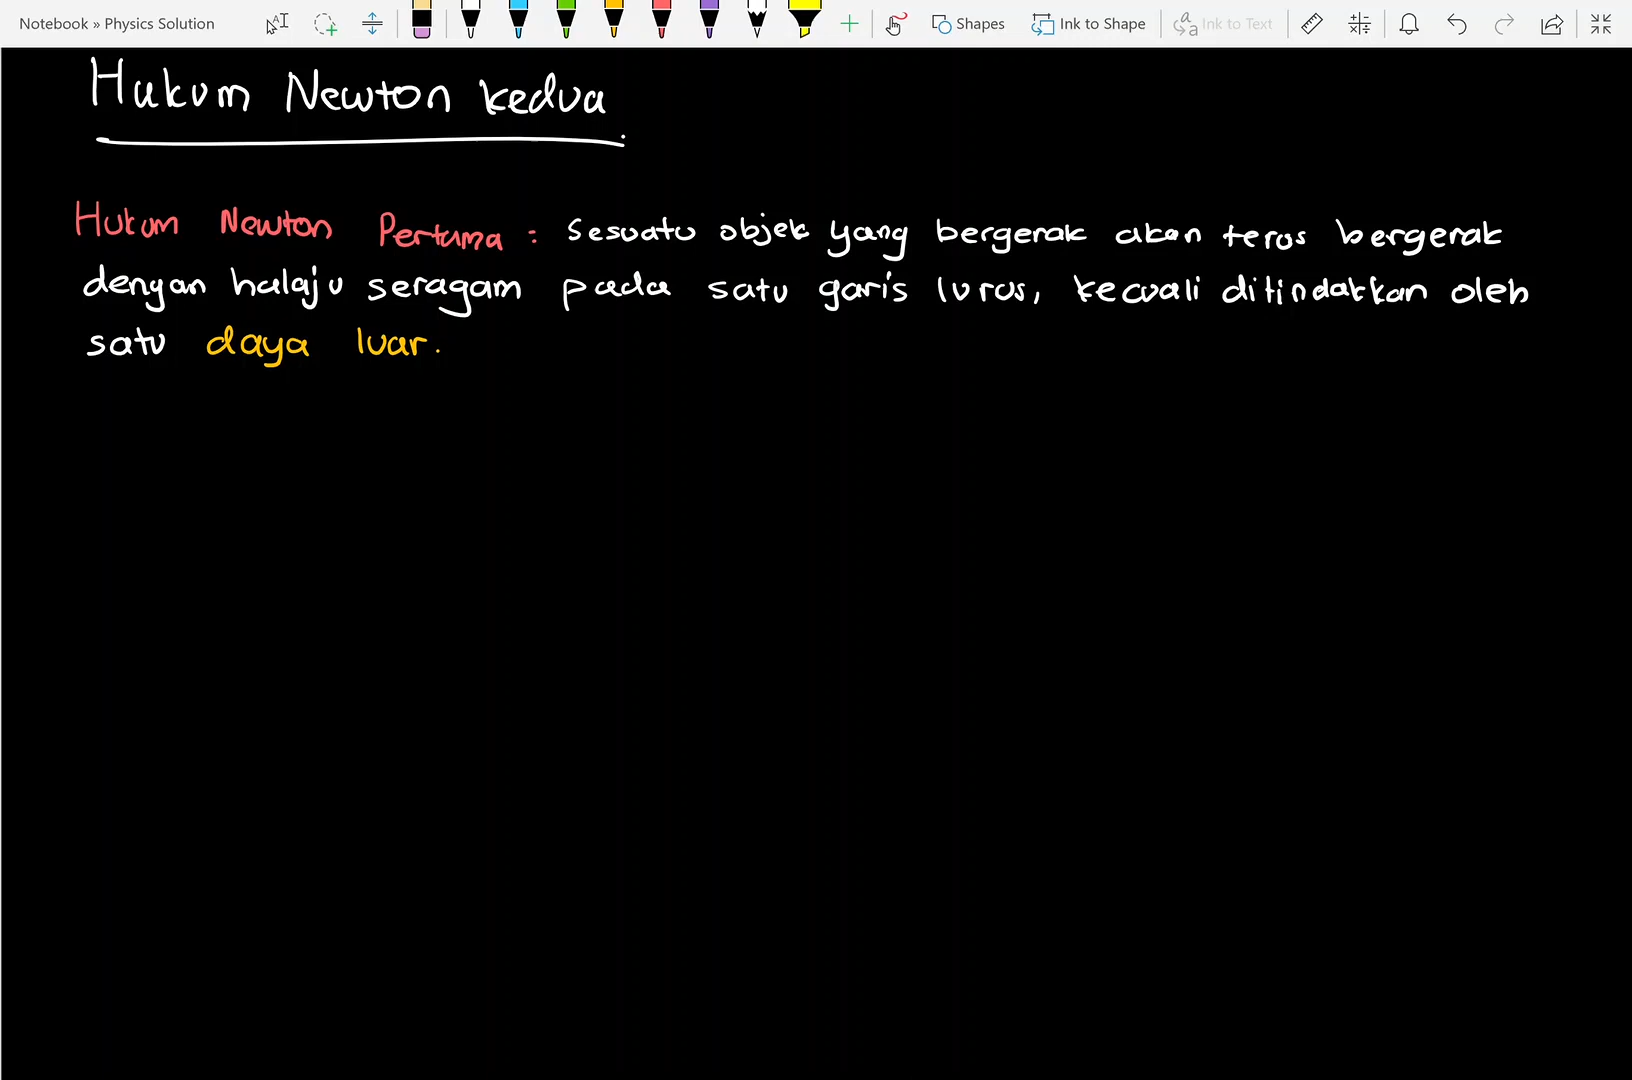 Notebook » Physics Solution Shapes Ink to Shape Ink to Text
Hukum Newton kedua
Hukum Newton Pertama : Sesuatu objek yang bergerak akan terus bergerak
dengan halaju seragam pada satu garis lurus, kecuali ditindakkan oleh
satu daya luar.